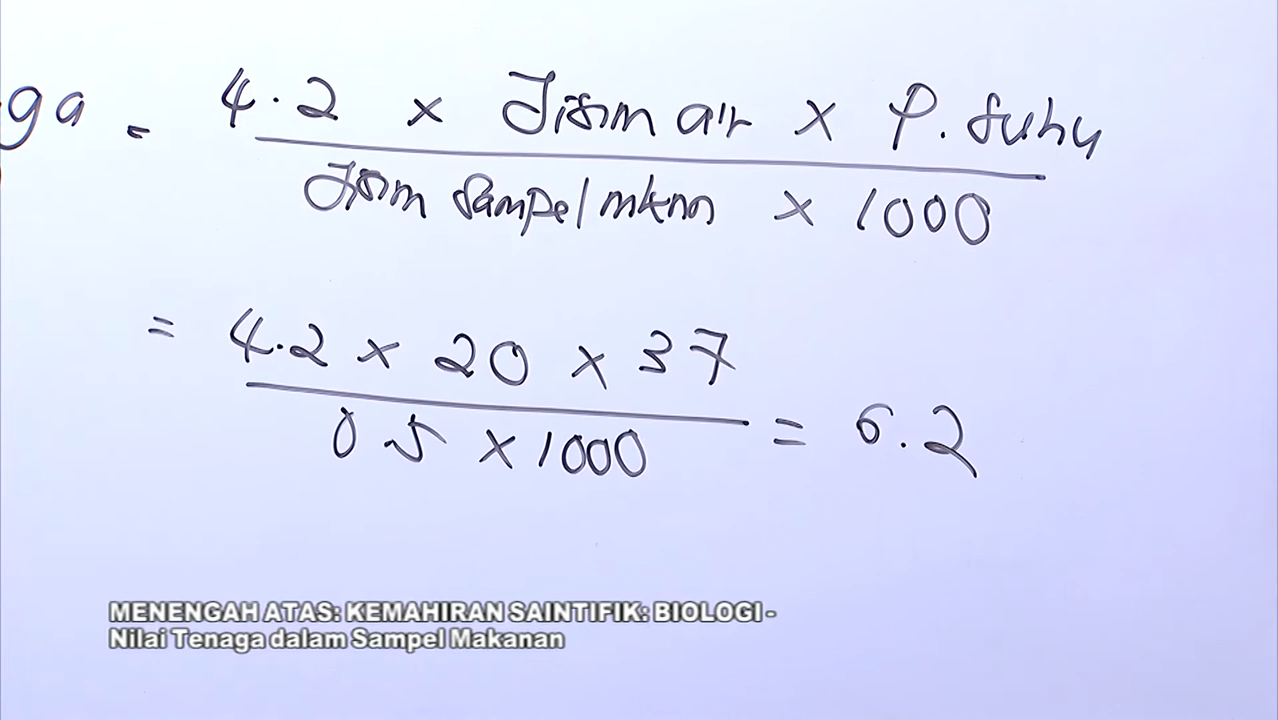 ga = 4.2 x Jisim air x P. Suhu
Jisim Sampel mknn x 1000
= 4.2 x 20 x 37
0.5 x 1000 = 6.2
MENENGAH ATAS: KEMAHIRAN SAINTIFIK: BIOLOGI -
Nilai Tenaga dalam Sampel Makanan